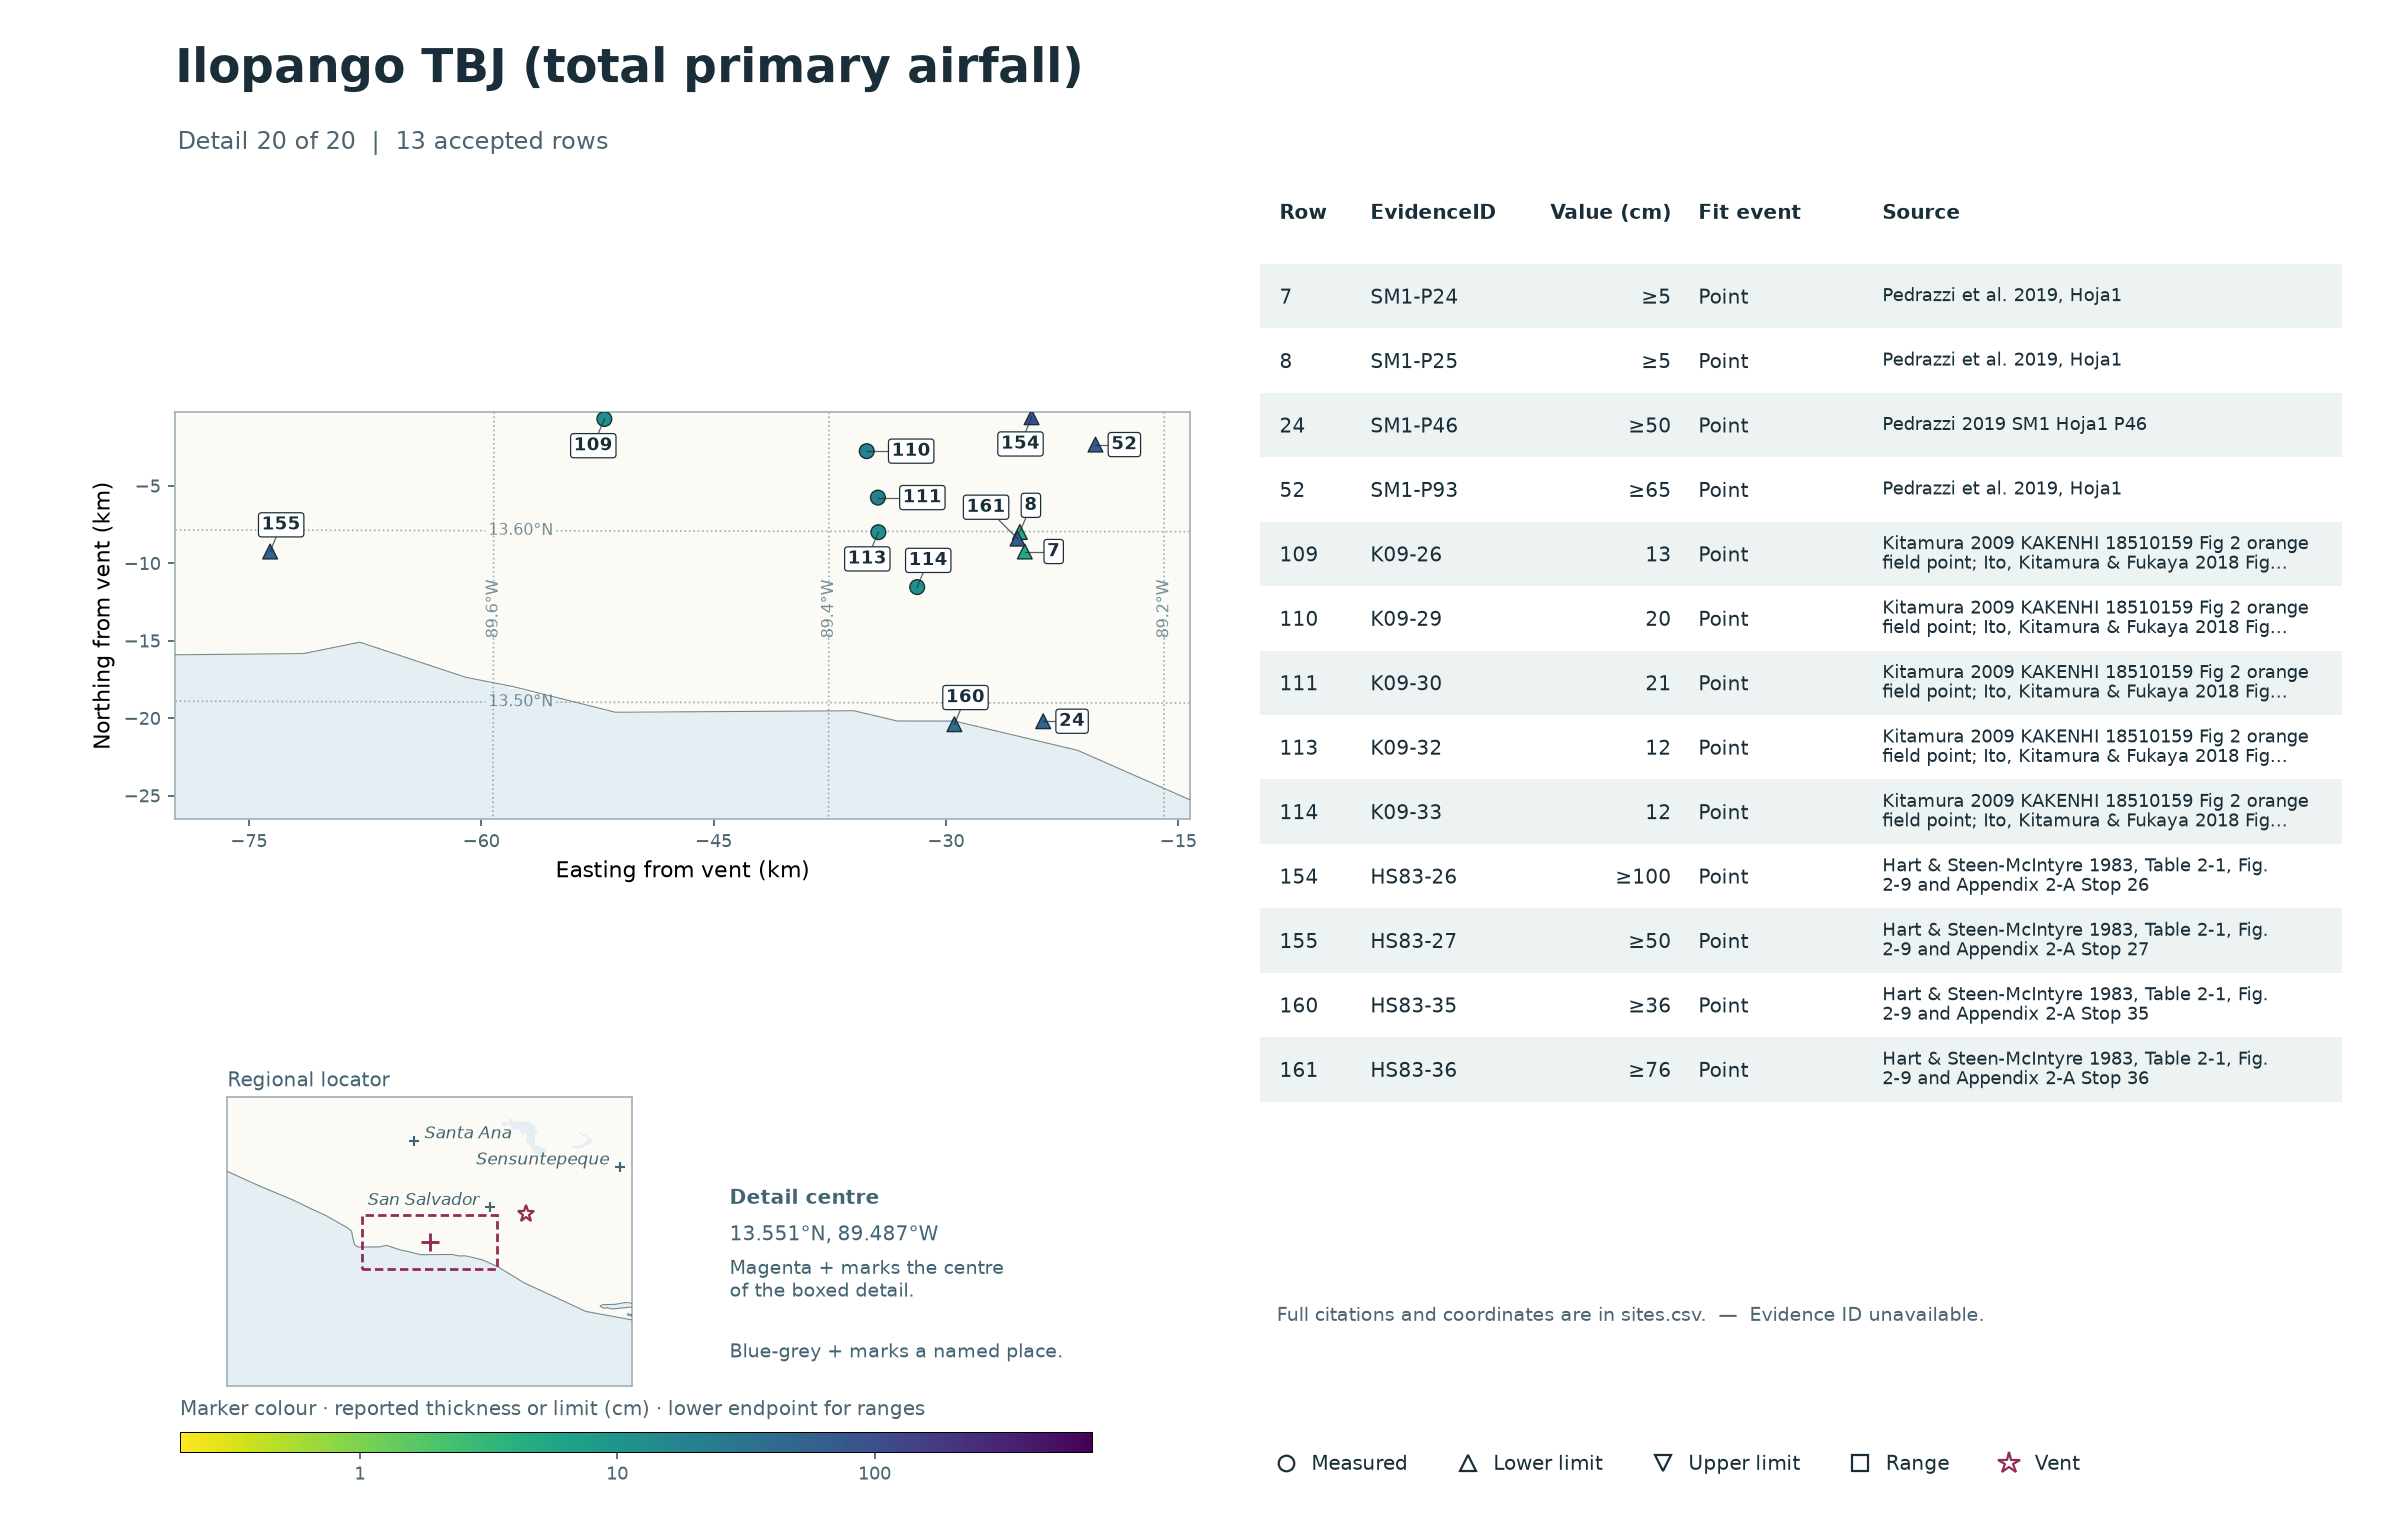 Ilopango TBJ (total primary airfall)
Detail 20 of 20 | 13 accepted rows
Row EvidenceID Value (cm) Fit event Source
7 SM1-P24 ≥5 Point Pedrazzi et al. 2019, Hoja1
8 SM1-P25 ≥5 Point Pedrazzi et al. 2019, Hoja1
24 SM1-P46 ≥50 Point Pedrazzi 2019 SM1 Hoja1 P46
52 SM1-P93 ≥65 Point Pedrazzi et al. 2019, Hoja1
109 K09-26 13 Point Kitamura 2009 KAKENHI 18510159 Fig 2 orange
field point; Ito, Kitamura & Fukaya 2018 Fig...
110 K09-29 20 Point Kitamura 2009 KAKENHI 18510159 Fig 2 orange
field point; Ito, Kitamura & Fukaya 2018 Fig...
111 K09-30 21 Point Kitamura 2009 KAKENHI 18510159 Fig 2 orange
field point; Ito, Kitamura & Fukaya 2018 Fig...
113 K09-32 12 Point Kitamura 2009 KAKENHI 18510159 Fig 2 orange
field point; Ito, Kitamura & Fukaya 2018 Fig...
114 K09-33 12 Point Kitamura 2009 KAKENHI 18510159 Fig 2 orange
field point; Ito, Kitamura & Fukaya 2018 Fig...
154 HS83-26 ≥100 Point Hart & Steen-McIntyre 1983, Table 2-1, Fig.
2-9 and Appendix 2-A Stop 26
155 HS83-27 ≥50 Point Hart & Steen-McIntyre 1983, Table 2-1, Fig.
2-9 and Appendix 2-A Stop 27
160 HS83-35 ≥36 Point Hart & Steen-McIntyre 1983, Table 2-1, Fig.
2-9 and Appendix 2-A Stop 35
161 HS83-36 ≥76 Point Hart & Steen-McIntyre 1983, Table 2-1, Fig.
2-9 and Appendix 2-A Stop 36
Northing from vent (km)
−5
−10
−15
−20
−25
109
154
52
110
111
161
8
155
13.60°N
113
114
7
89.6°W
89.4°W
89.2°W
13.50°N
160
24
−75 −60 −45 −30 −15
Easting from vent (km)
Regional locator
Santa Ana
Sensuntepeque
San Salvador
Detail centre
13.551°N, 89.487°W
Magenta + marks the centre
of the boxed detail.
Blue-grey + marks a named place.
Full citations and coordinates are in sites.csv. — Evidence ID unavailable.
Marker colour · reported thickness or limit (cm) · lower endpoint for ranges
1 10 100
Measured Lower limit Upper limit Range Vent